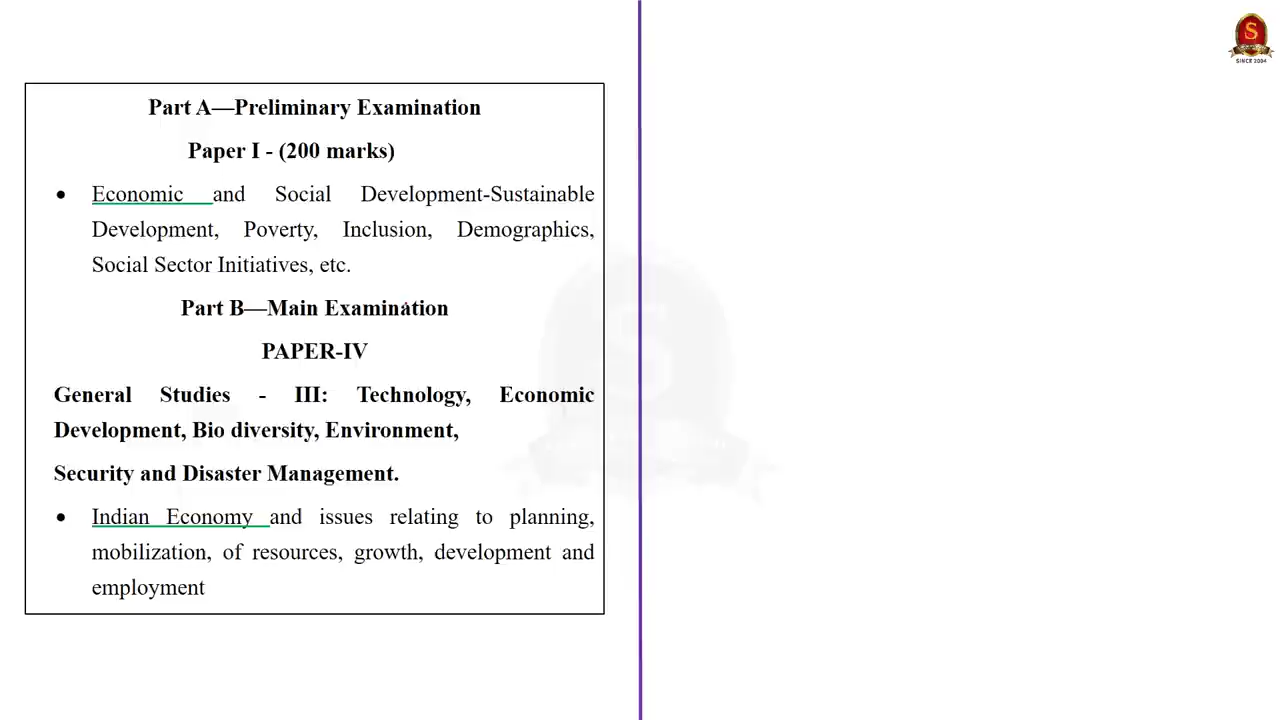 Part A—Preliminary Examination
Paper I - (200 marks)
• Economic and Social Development-Sustainable
Development, Poverty, Inclusion, Demographics,
Social Sector Initiatives, etc.
Part B—Main Examination
PAPER-IV
General Studies - III: Technology, Economic
Development, Bio diversity, Environment,
Security and Disaster Management.
• Indian Economy and issues relating to planning,
mobilization, of resources, growth, development and
employment
S
SINCE 2004